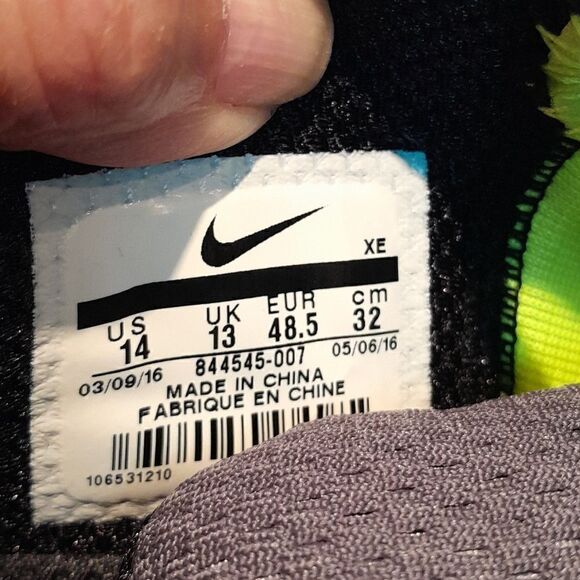 XE
US UK EUR cm
14 13 48.5 32
03/09/16 844545-007 05/06/16
MADE IN CHINA
FABRIQUE EN CHINE
106531210